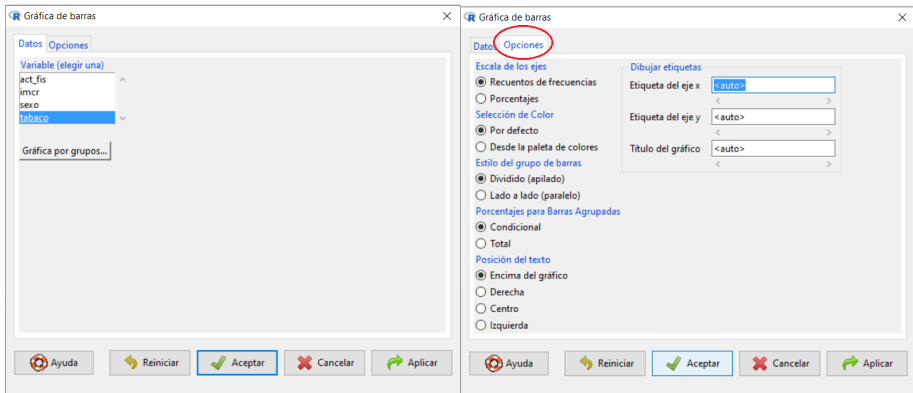 Gráfica de barras
Datos Opciones
Variable (elegir una)
act_fis
imcr
sexo
tabaco
Gráfica por grupos...
Ayuda Reiniciar Aceptar Cancelar Aplicar
Gráfica de barras
Datos Opciones
Escala de los ejes
Recuentos de frecuencias
Porcentajes
Selección de Color
Por defecto
Desde la paleta de colores
Estilo del grupo de barras
Dividido (apilado)
Lado a lado (paralelo)
Porcentajes para Barras Agrupadas
Condicional
Total
Posición del texto
Encima del gráfico
Derecha
Centro
Izquierda
Dibujar etiquetas
Etiqueta del eje x <auto>
Etiqueta del eje y <auto>
Título del gráfico <auto>
Ayuda Reiniciar Aceptar Cancelar Aplicar